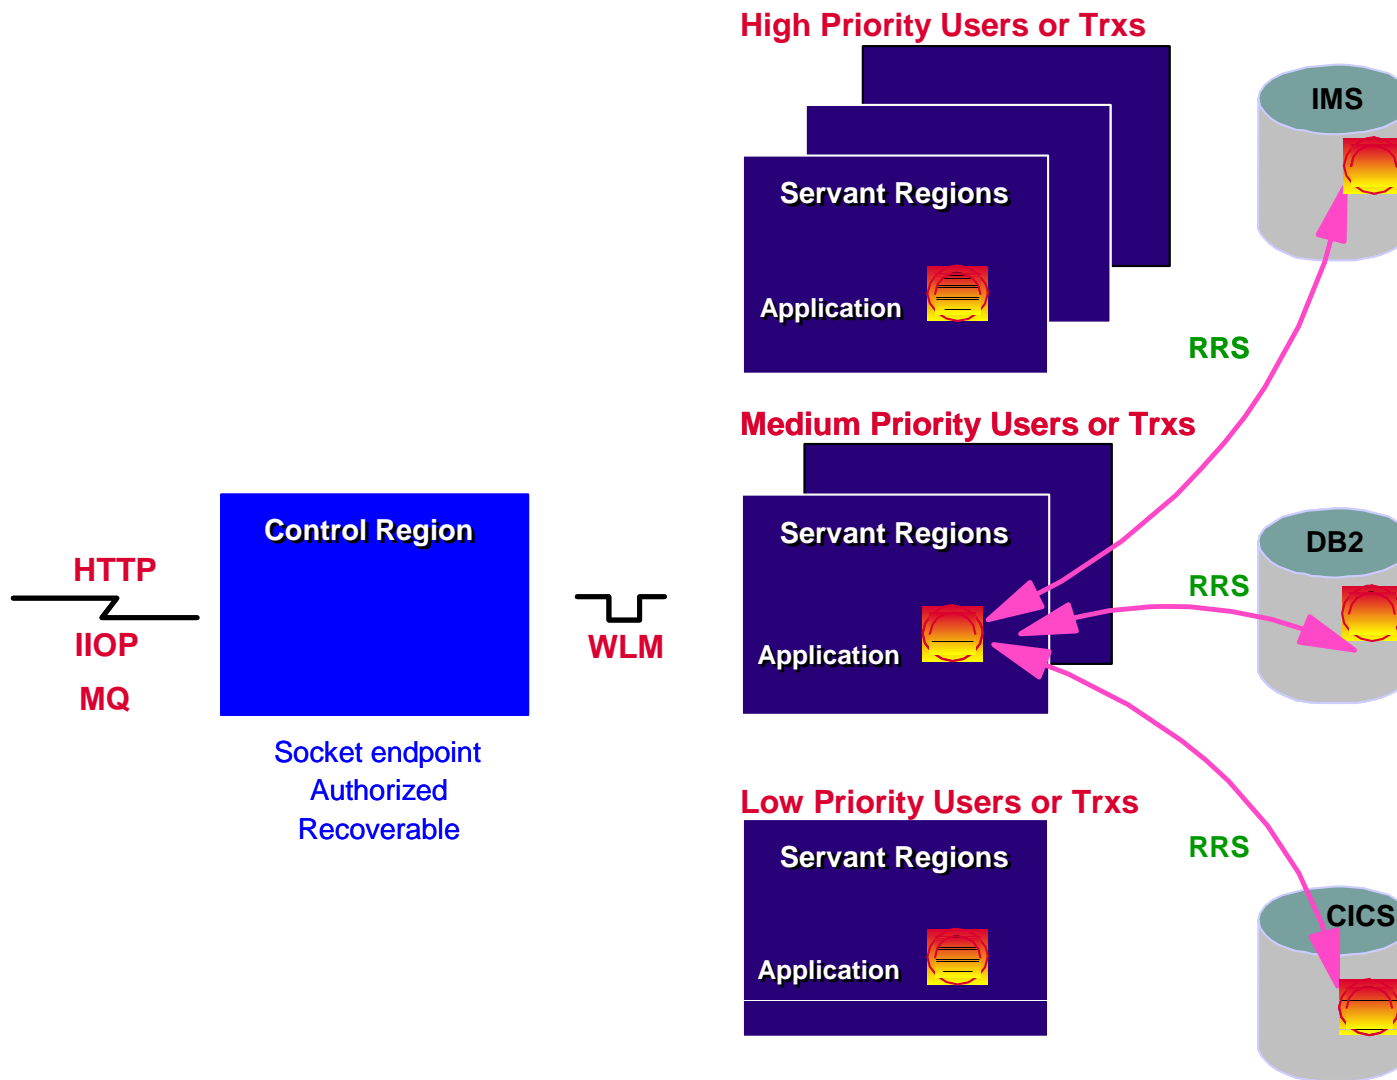 High Priority Users or Trxs
Servant Regions
Application
IMS
RRS
Medium Priority Users or Trxs
Servant Regions
Application
DB2
RRS
Control Region
HTTP
IIOP
MQ
WLM
Socket endpoint
Authorized
Recoverable
Low Priority Users or Trxs
Servant Regions
Application
RRS
CICS